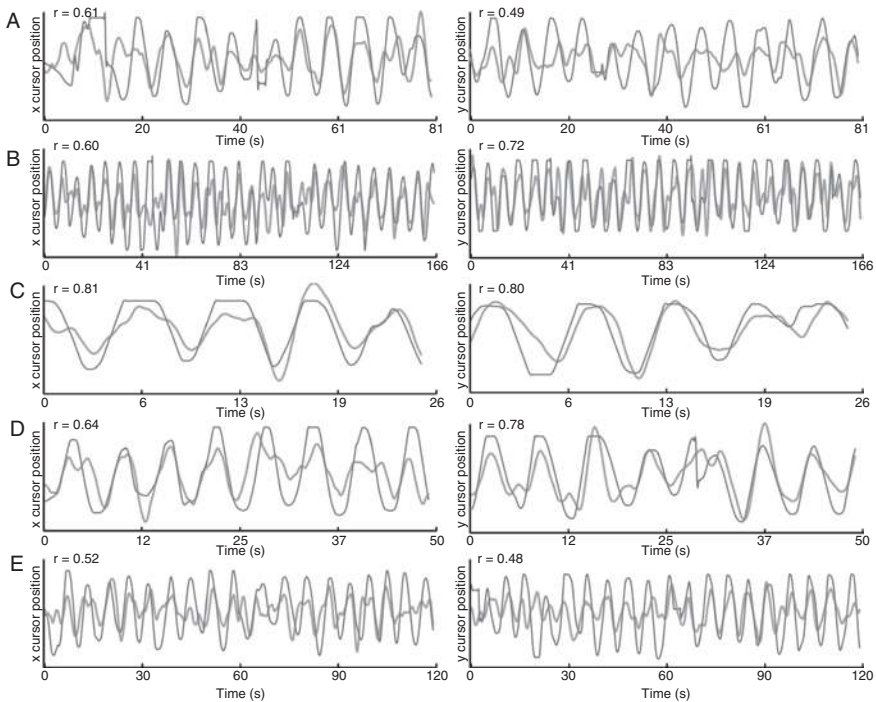 A
r = 0.61
x cursor position
0 20 40 61 81
Time (s)
r = 0.49
y cursor position
0 20 40 61 81
Time (s)
B
r = 0.60
x cursor position
0 41 83 124 166
Time (s)
r = 0.72
y cursor position
0 41 83 124 166
Time (s)
C
r = 0.81
x cursor position
0 6 13 19 26
Time (s)
r = 0.80
y cursor position
0 6 13 19 26
Time (s)
D
r = 0.64
x cursor position
0 12 25 37 50
Time (s)
r = 0.78
y cursor position
0 12 25 37 50
Time (s)
E
r = 0.52
x cursor position
0 30 60 90 120
Time (s)
r = 0.48
y cursor position
0 30 60 90 120
Time (s)